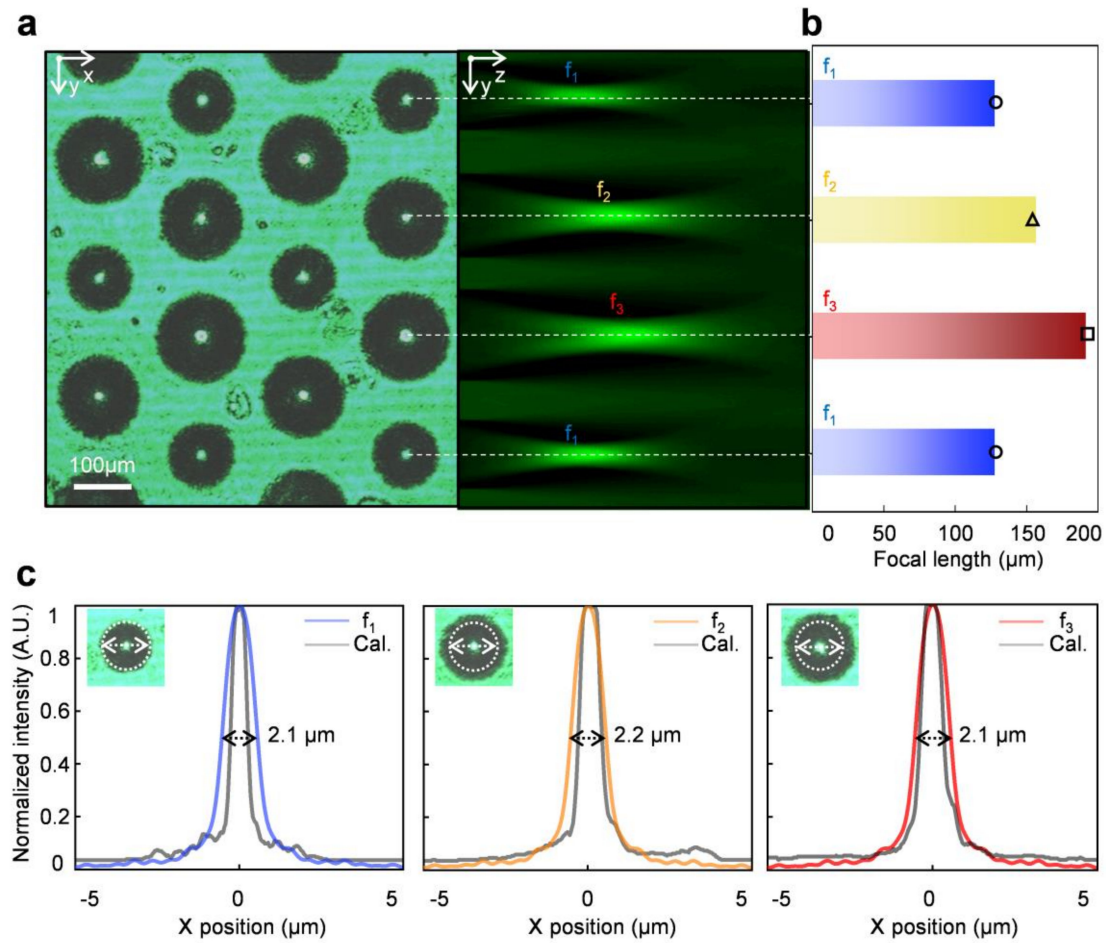 a
b
x
y
z
y
f1
f2
f3
f1
100μm
f1
f2
f3
f1
0 50 100 150 200
Focal length (μm)
c
Normalized intensity (A.U.)
1
0.8
0.6
0.4
0.2
0
f1
Cal.
2.1 μm
-5 0 5
X position (μm)
f2
Cal.
2.2 μm
-5 0 5
X position (μm)
f3
Cal.
2.1 μm
-5 0 5
X position (μm)